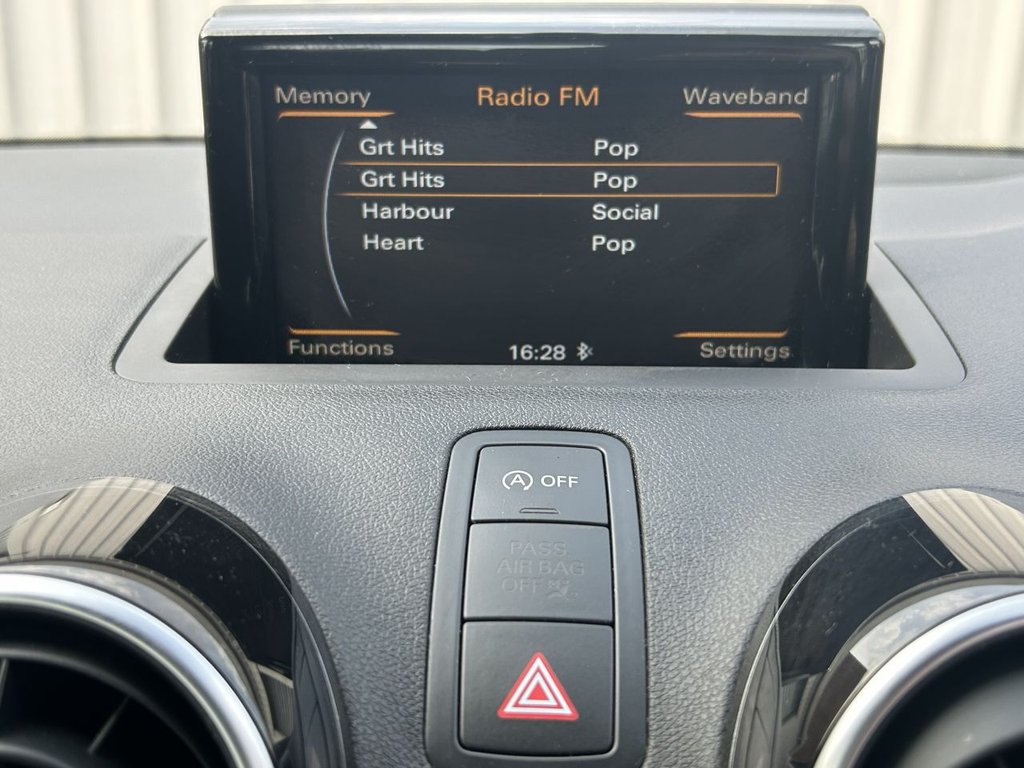 Memory Radio FM Waveband
Grt Hits Pop
Grt Hits Pop
Harbour Social
Heart Pop
Functions 16:28 Settings
A OFF
PASS.
AIR BAG
OFF